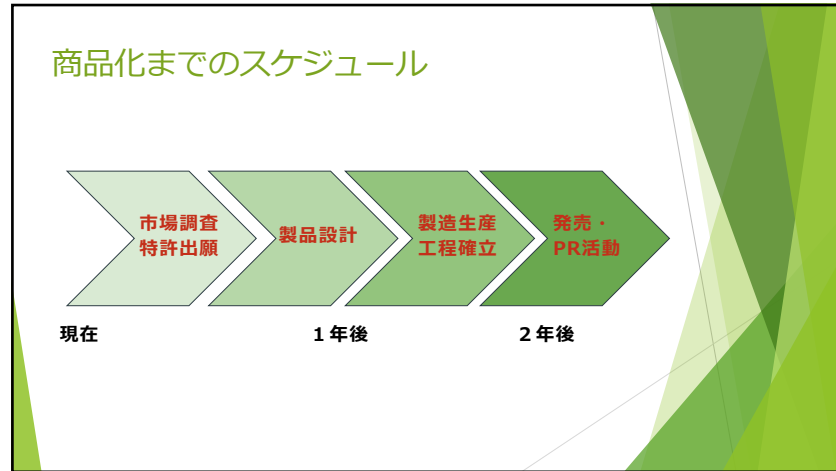 商品化までのスケジュール
市場調査
特許出願
製品設計
製造生産
工程確立
発売・
PR活動
現在
１年後
２年後